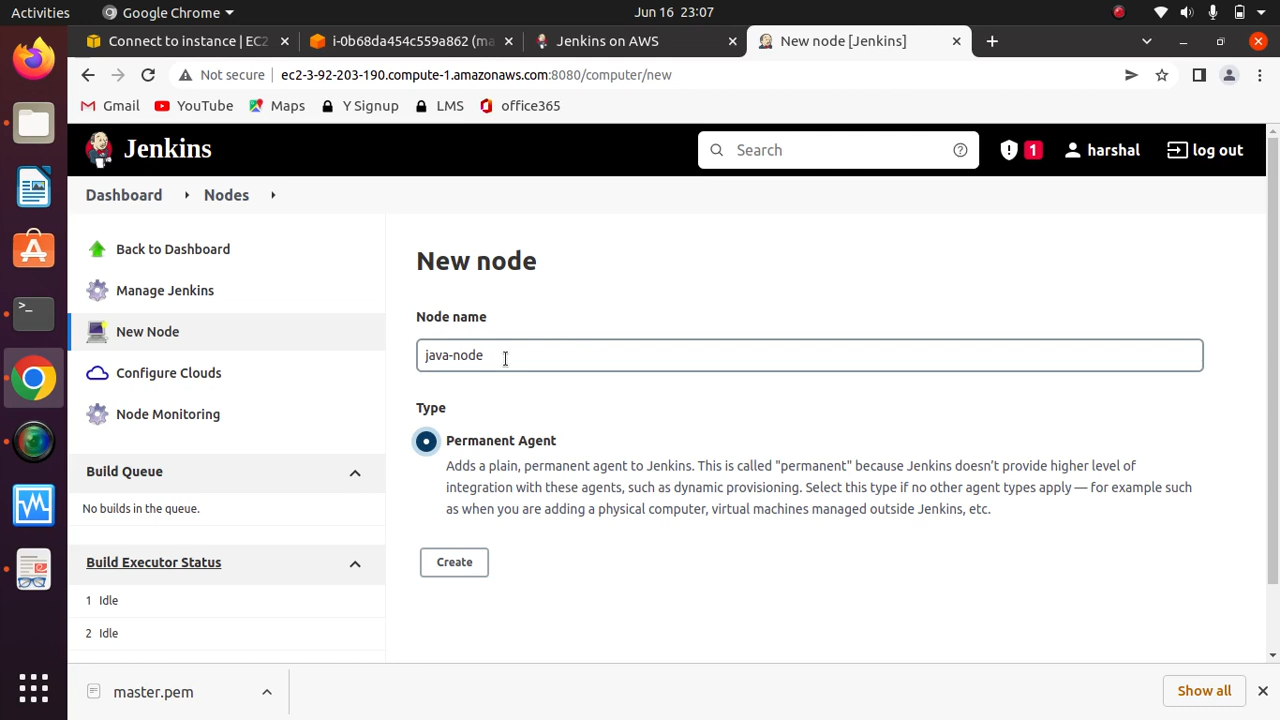 Activities
Google Chrome
Jun 16 23:07
Connect to instance | EC2
i-0b68da454c559a862 (ma
Jenkins on AWS
New node [Jenkins]
Not secure
ec2-3-92-203-190.compute-1.amazonaws.com:8080/computer/new
Gmail
YouTube
Maps
Y Signup
LMS
office365
Jenkins
Search
1
harshal
log out
Dashboard
Nodes
Back to Dashboard
Manage Jenkins
New Node
Configure Clouds
Node Monitoring
Build Queue
No builds in the queue.
Build Executor Status
1 Idle
2 Idle
New node
Node name
java-node
Type
Permanent Agent
Adds a plain, permanent agent to Jenkins. This is called "permanent" because Jenkins doesn't provide higher level of
integration with these agents, such as dynamic provisioning. Select this type if no other agent types apply — for example such
as when you are adding a physical computer, virtual machines managed outside Jenkins, etc.
Create
master.pem
Show all